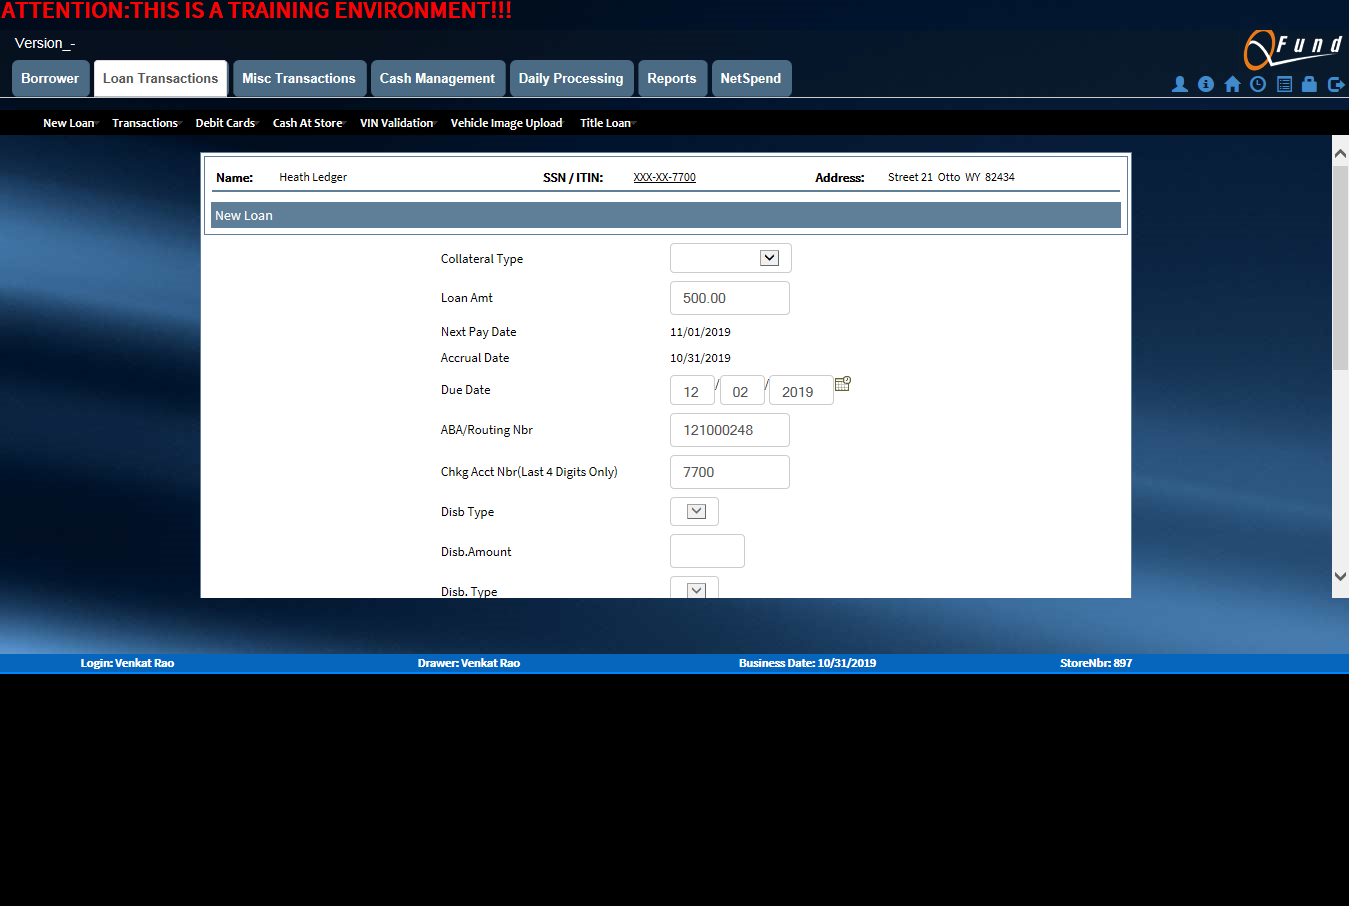 ATTENTION:THIS IS A TRAINING ENVIRONMENT!!!
Version_-
QFund
Borrower Loan Transactions Misc Transactions Cash Management Daily Processing Reports NetSpend
New Loan Transactions Debit Cards Cash At Store VIN Validation Vehicle Image Upload Title Loan
Name: Heath Ledger SSN / ITIN: XXX-XX-7700 Address: Street 21 Otto WY 82434
New Loan
Collateral Type
Loan Amt 500.00
Next Pay Date 11/01/2019
Accrual Date 10/31/2019
Due Date 12 / 02 / 2019
ABA/Routing Nbr 121000248
Chkg Acct Nbr(Last 4 Digits Only) 7700
Disb Type
Disb.Amount
Disb. Type
Login: Venkat Rao Drawer: Venkat Rao Business Date: 10/31/2019 StoreNbr: 897